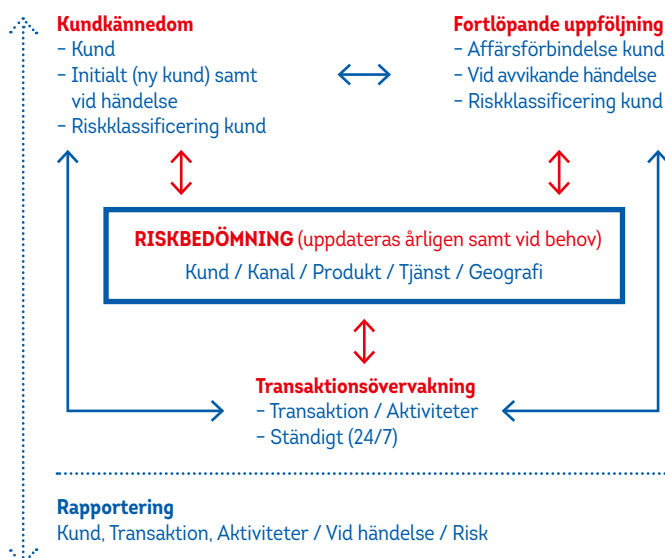 Kundkännedom
– Kund
– Initialt (ny kund) samt
vid händelse
– Riskklassificering kund
Fortlöpande uppföljning
– Affärsförbindelse kund
– Vid avvikande händelse
– Riskklassificering kund
RISKBEDÖMNING (uppdateras årligen samt vid behov)
Kund / Kanal / Produkt / Tjänst / Geografi
Transaktionsövervakning
– Transaktion / Aktiviteter
– Ständigt (24/7)
Rapportering
Kund, Transaktion, Aktiviteter / Vid händelse / Risk